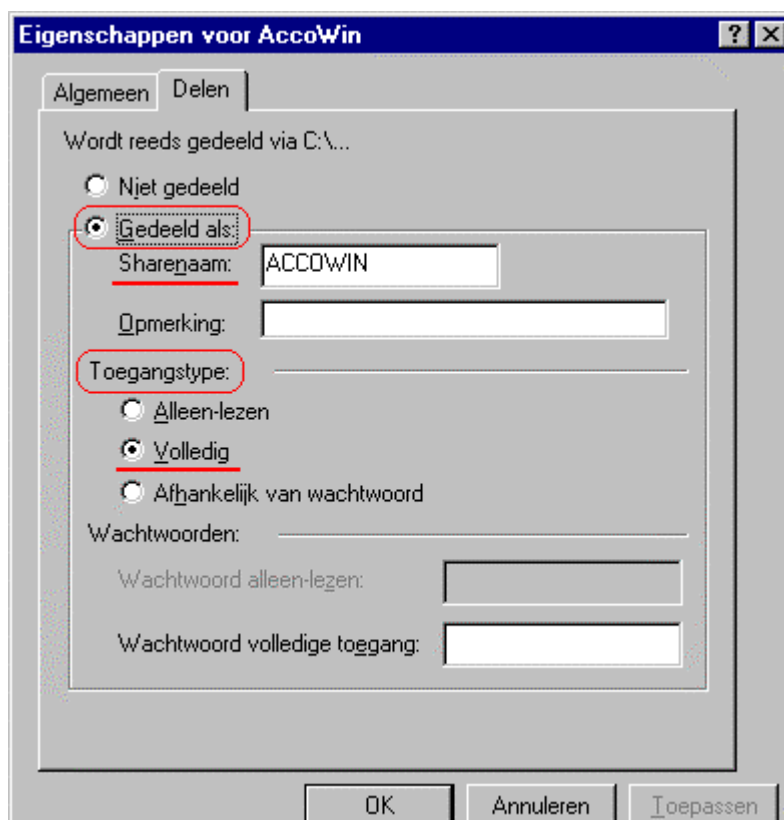 Eigenschappen voor AccoWin
Algemeen Delen
Wordt reeds gedeeld via C:\...
Niet gedeeld
Gedeeld als:
Sharenaam: ACCOWIN
Opmerking:
Toegangstype:
Alleen-lezen
Volledig
Afhankelijk van wachtwoord
Wachtwoorden:
Wachtwoord alleen-lezen:
Wachtwoord volledige toegang:
OK Annuleren Toepassen